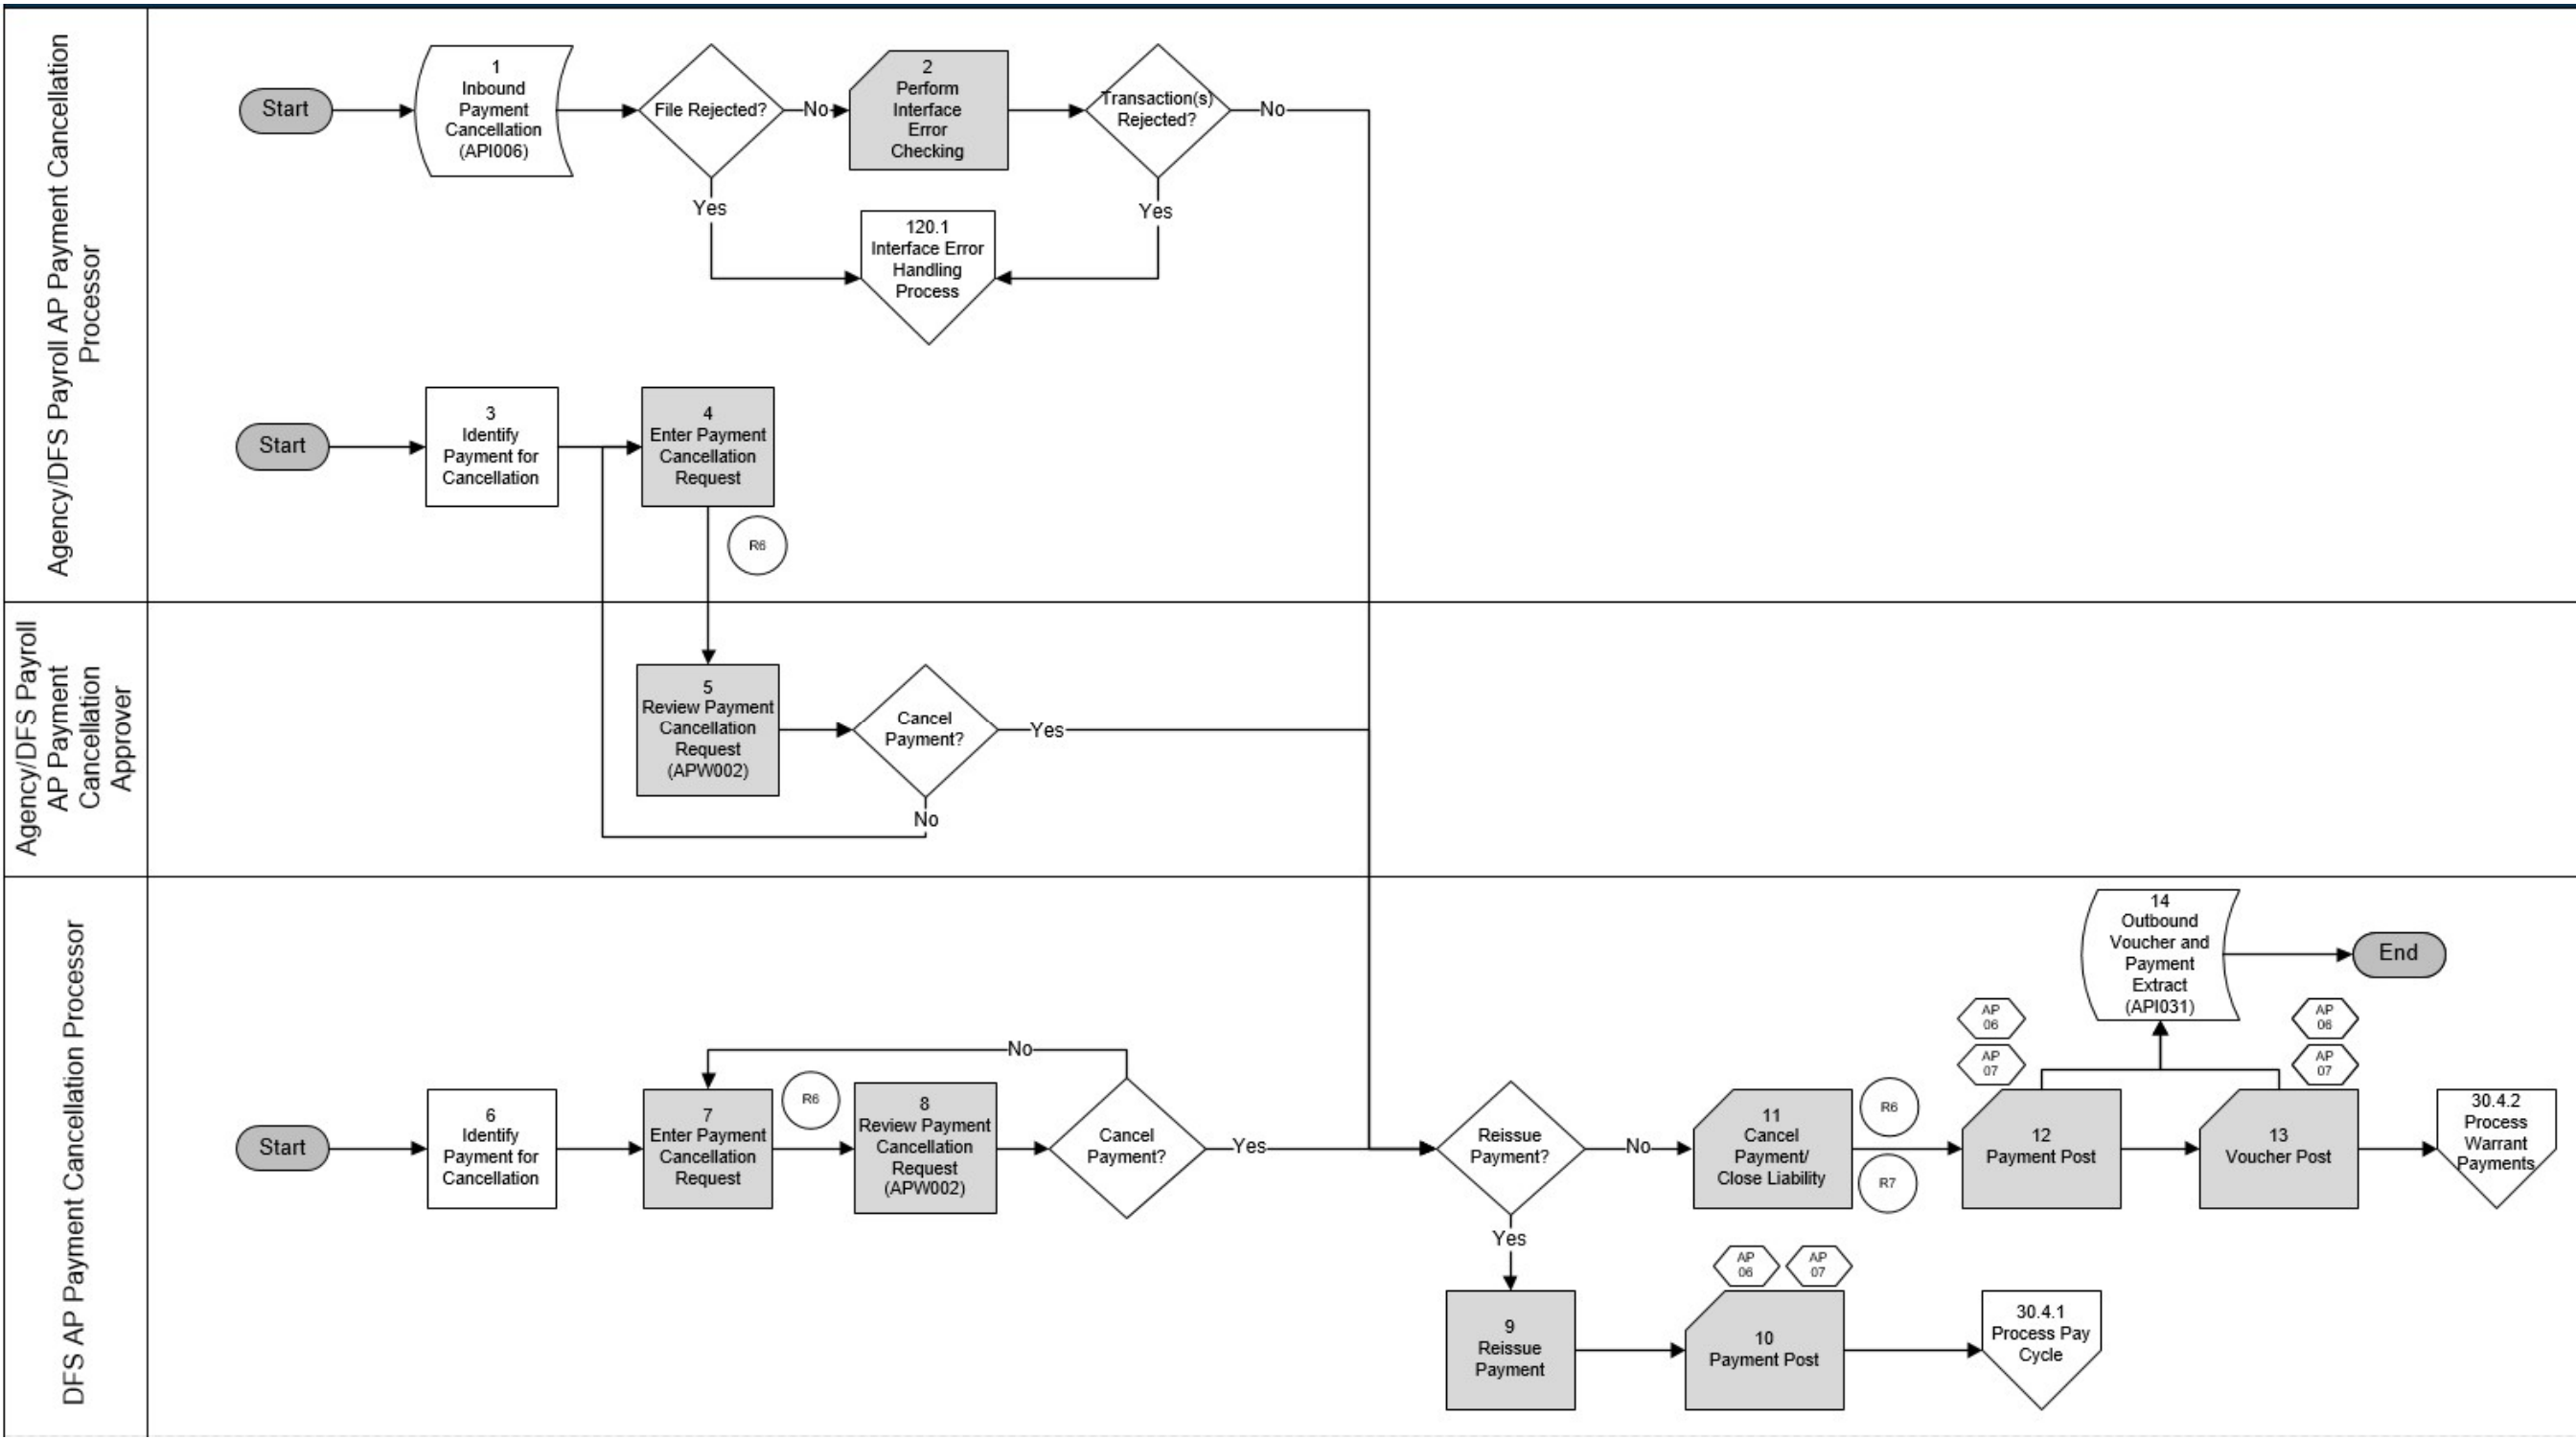 Agency/DFS Payroll AP Payment Cancellation
Processor
Start
1
Inbound
Payment
Cancellation
(API006)
File Rejected?
No
2
Perform
Interface
Error
Checking
Transaction(s)
Rejected?
No
Yes
Yes
120.1
Interface Error
Handling
Process
Start
3
Identify
Payment for
Cancellation
4
Enter Payment
Cancellation
Request
R6
Agency/DFS Payroll
AP Payment
Cancellation
Approver
5
Review Payment
Cancellation
Request
(APW002)
Cancel
Payment?
Yes
No
DFS AP Payment Cancellation Processor
Start
6
Identify
Payment for
Cancellation
7
Enter Payment
Cancellation
Request
R6
8
Review Payment
Cancellation
Request
(APW002)
No
Cancel
Payment?
Yes
Reissue
Payment?
No
11
Cancel
Payment/
Close Liability
R6
R7
AP
06
AP
07
12
Payment Post
14
Outbound
Voucher and
Payment
Extract
(API031)
End
AP
06
AP
07
13
Voucher Post
30.4.2
Process
Warrant
Payments
Yes
9
Reissue
Payment
AP
06
AP
07
10
Payment Post
30.4.1
Process Pay
Cycle